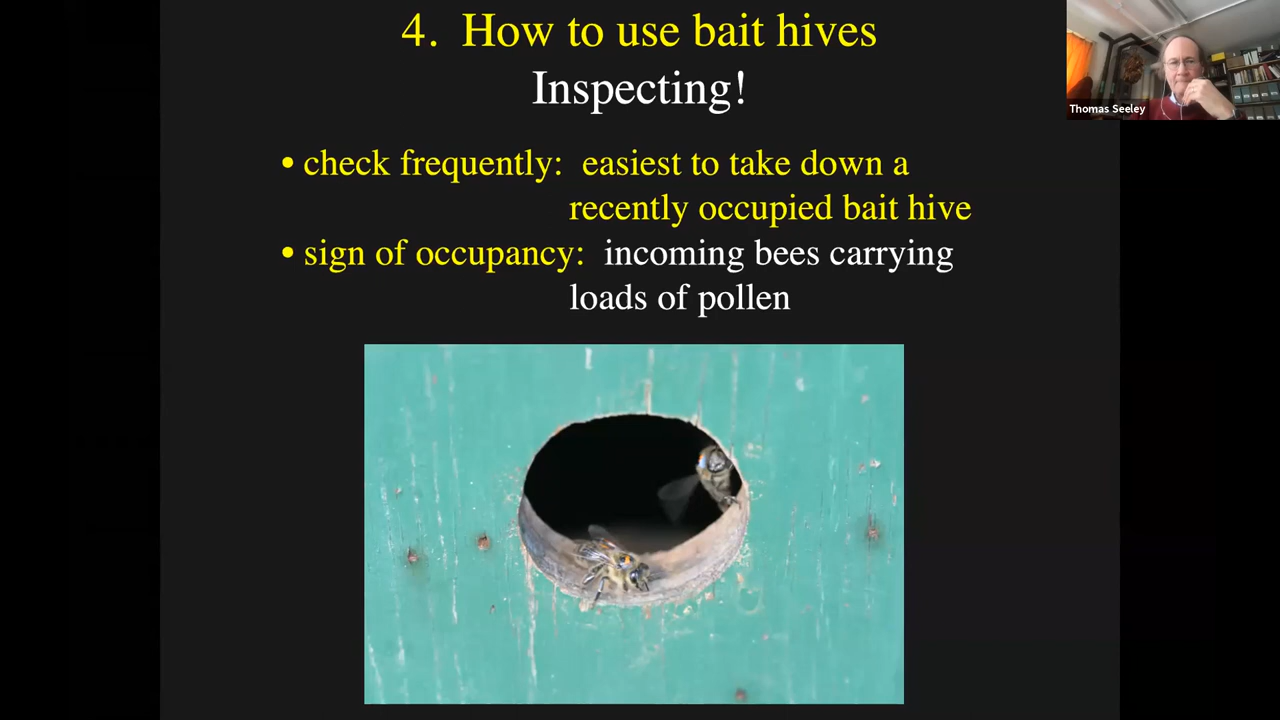 4. How to use bait hives
Inspecting!
Thomas Seeley
• check frequently: easiest to take down a
recently occupied bait hive
• sign of occupancy: incoming bees carrying
loads of pollen